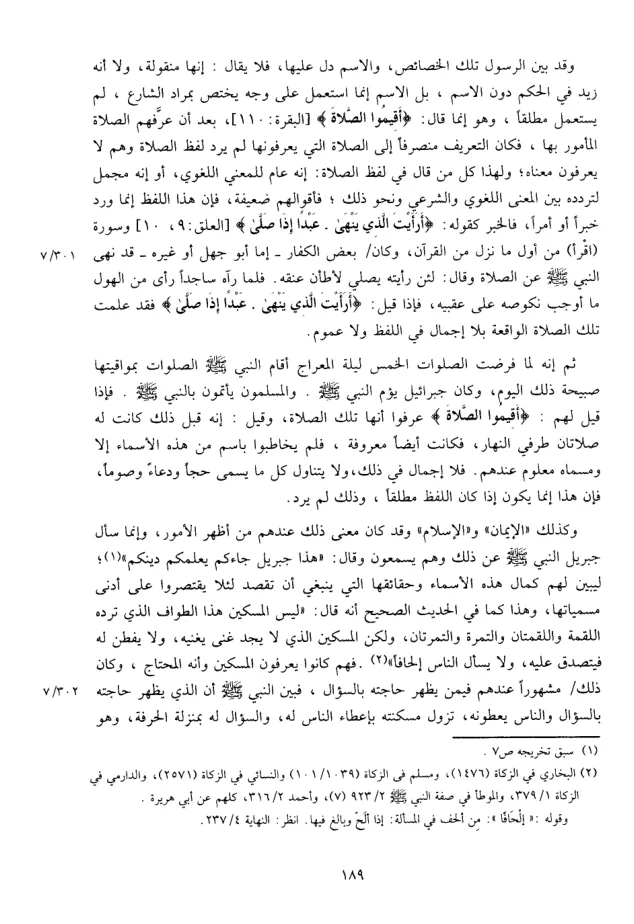 وقد بين الرسول تلك الخصائص، والاسم دل عليها، فلا يقال : إنها منقولة، ولا أنه
زيد في الحكم دون الاسم ، بل الاسم إنما استعمل على وجه يختص بمراد الشارع ، لم
يستعمل مطلقاً ، وهو إنما قال: ﴿أَقِيمُوا الصَّلاةَ ﴾ [البقرة: ١١٠]، بعد أن عرَّفهم الصلاة
المأمور بها ، فكان التعريف منصرفاً إلى الصلاة التي يعرفونها لم يرد لفظ الصلاة وهم لا
يعرفون معناه؛ ولهذا كل من قال في لفظ الصلاة: إنه عام للمعني اللغوي، أو إنه مجمل
لتردده بين المعنى اللغوي والشرعي ونحو ذلك ؛ فأقوالهم ضعيفة، فإن هذا اللفظ إنما ورد
خبراً أو أمراً، فالخبر كقوله: ﴿أَرَأَيْتَ الَّذِي يَنْهَىٰ . عَبْدًا إِذَا صَلَّىٰ ﴾ [العلق:٩، ١٠] وسورة
(اقرأ) من أول ما نزل من القرآن، وكان/ بعض الكفار ـ إما أبو جهل أو غيره ـ قد نهى
٧/٣٠١
النبي ﷺ عن الصلاة وقال: لئن رأيته يصلي لأطأن عنقه. فلما رآه ساجداً رأى من الهول
ما أوجب نكوصه على عقبيه، فإذا قيل: ﴿أَرَأَيْتَ الَّذِي يَنْهَىٰ . عَبْدًا إِذَا صَلَّىٰ ﴾ فقد علمت
تلك الصلاة الواقعة بلا إجمال في اللفظ ولا عموم.
ثم إنه لما فرضت الصلوات الخمس ليلة المعراج أقام النبي ﷺ الصلوات بمواقيتها
صبيحة ذلك اليوم، وكان جبرائيل يؤم النبي ﷺ . والمسلمون يأتمون بالنبي ﷺ . فإذا
قيل لهم : ﴿أَقِيمُوا الصَّلاةَ ﴾ عرفوا أنها تلك الصلاة، وقيل : إنه قبل ذلك كانت له
صلاتان طرفي النهار، فكانت أيضاً معروفة ، فلم يخاطبوا باسم من هذه الأسماء إلا
ومسماه معلوم عندهم. فلا إجمال في ذلك،ولا يتناول كل ما يسمى حجاً ودعاءً وصوماً،
فإن هذا إنما يكون إذا كان اللفظ مطلقاً ، وذلك لم يرد.
وكذلك «الإيمان» و«الإسلام» وقد كان معنى ذلك عندهم من أظهر الأمور، وإنما سأل
جبريل النبي ﷺ عن ذلك وهم يسمعون وقال: «هذا جبريل جاءكم يعلمكم دينكم»(١)؛
ليبين لهم كمال هذه الأسماء وحقائقها التي ينبغي أن تقصد لئلا يقتصروا على أدنى
مسمياتها، وهذا كما في الحديث الصحيح أنه قال: «ليس المسكين هذا الطواف الذي ترده
اللقمة واللقمتان والتمرة والتمرتان، ولكن المسكين الذي لا يجد غنى يغنيه، ولا يفطن له
فيتصدق عليه، ولا يسأل الناس إلحافاً»(٢) .فهم كانوا يعرفون المسكين وأنه المحتاج ، وكان
ذلك/ مشهوراً عندهم فيمن يظهر حاجته بالسؤال ، فبين النبي ﷺ أن الذي يظهر حاجته
٧/٣٠٢
بالسؤال والناس يعطونه، تزول مسكنته بإعطاء الناس له، والسؤال له بمنزلة الحرفة، وهو
(١) سبق تخريجه ص٧ .
(٢) البخاري في الزكاة (١٤٧٦)، ومسلم فى الزكاة (١٠١/١٠٣٩) والنسائي في الزكاة (٢٥٧١)، والدارمي في
الزكاة ٣٧٩/١، والموطأ في صفة النبي ﷺ ٩٢٣/٢ (٧)، وأحمد ٣١٦/٢، كلهم عن أبي هريرة .
وقوله :« إِلْحَافًا »: من ألحف في المسألة: إذا ألحّ وبالغ فيها. انظر: النهاية ٢٣٧/٤.
١٨٩